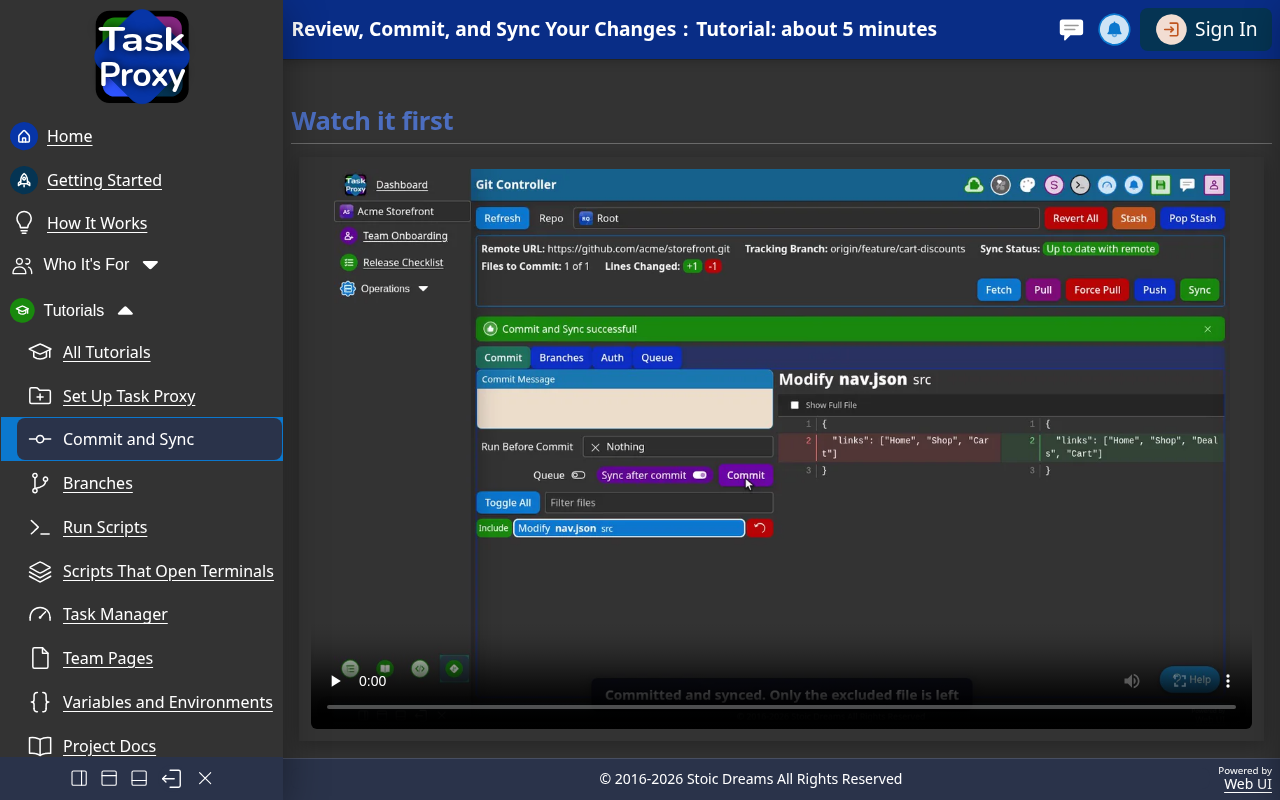 Task Proxy
Review, Commit, and Sync Your Changes : Tutorial: about 5 minutes
Sign In
Home
Getting Started
How It Works
Who It's For
Tutorials
All Tutorials
Set Up Task Proxy
Commit and Sync
Branches
Run Scripts
Scripts That Open Terminals
Task Manager
Team Pages
Variables and Environments
Project Docs
Watch it first
Task Proxy
Dashboard
AS Acme Storefront
Team Onboarding
Release Checklist
Operations
Git Controller
S
Refresh
Repo
RO Root
Revert All
Stash
Pop Stash
Remote URL: https://github.com/acme/storefront.git Tracking Branch: origin/feature/cart-discounts Sync Status: Up to date with remote
Files to Commit: 1 of 1 Lines Changed: +1 -1
Fetch
Pull
Force Pull
Push
Sync
Commit and Sync successful!
Commit
Branches
Auth
Queue
Commit Message
Run Before Commit
Nothing
Queue
Sync after commit
Commit
Toggle All
Filter files
Include
Modify nav.json src
Modify nav.json src
Show Full File
1 {
2 "links": ["Home", "Shop", "Car
t"]
3 }
1 {
2 "links": ["Home", "Shop", "Deal
s", "Cart"]
3 }
0:00
Help
Committed and synced. Only the excluded file is left
© 2016-2026 Stoic Dreams All Rights Reserved
Powered by
Web UI